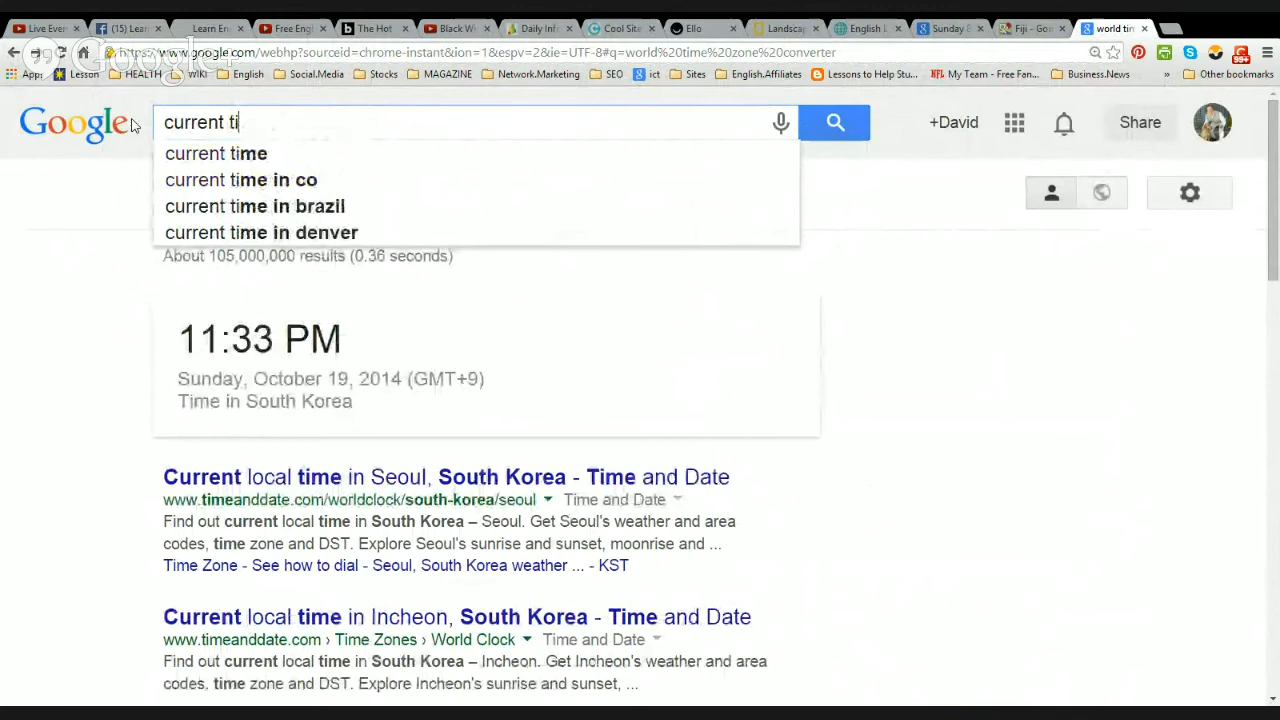 Live Even
(15) Lear
Learn En
Free Engl
The Hot
Black Wi
Daily Info
Cool Site
Ello
Landscap
English L
Sunday 8
Fiji - Goo
world tim
https://www.google.com/webhp?sourceid=chrome-instant&ion=1&espv=2&ie=UTF-8#q=world%20time%20zone%20converter
Google+
Apps
Lesson
HEALTH
WIKI
English
Social.Media
Stocks
MAGAZINE
Network.Marketing
SEO
ict
Sites
English.Affiliates
Lessons to Help Stu...
NFL My Team - Free Fan...
Business.News
»
Other bookmarks
99+
Google
current ti
+David
Share
current time
current time in co
current time in brazil
current time in denver
About 105,000,000 results (0.36 seconds)
11:33 PM
Sunday, October 19, 2014 (GMT+9)
Time in South Korea
Current local time in Seoul, South Korea - Time and Date
www.timeanddate.com/worldclock/south-korea/seoul
Time and Date
Find out current local time in South Korea – Seoul. Get Seoul's weather and area
codes, time zone and DST. Explore Seoul's sunrise and sunset, moonrise and ...
Time Zone - See how to dial - Seoul, South Korea weather ... - KST
Current local time in Incheon, South Korea - Time and Date
www.timeanddate.com › Time Zones › World Clock
Time and Date
Find out current local time in South Korea – Incheon. Get Incheon's weather and area
codes, time zone and DST. Explore Incheon's sunrise and sunset, ...